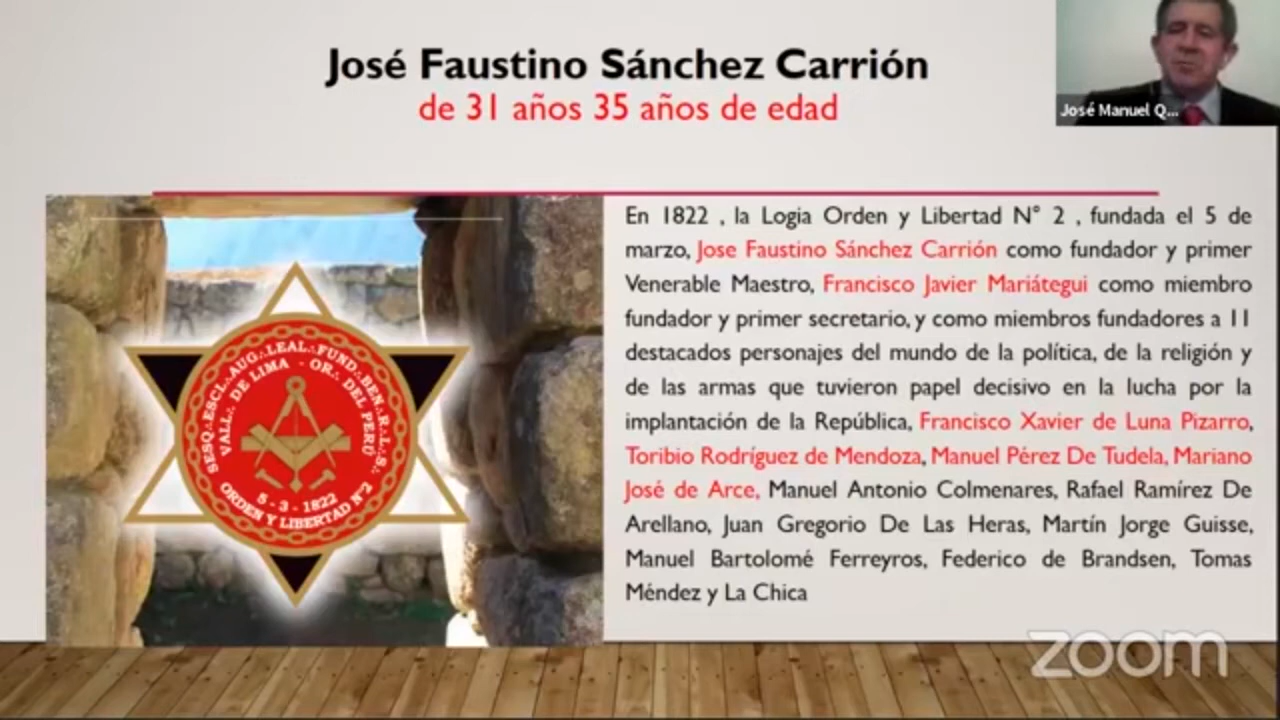 José Faustino Sánchez Carrión
de 31 años 35 años de edad
José Manuel Q...
En 1822 , la Logia Orden y Libertad N° 2 , fundada el 5 de
marzo, Jose Faustino Sánchez Carrión como fundador y primer
Venerable Maestro, Francisco Javier Mariátegui como miembro
fundador y primer secretario, y como miembros fundadores a 11
destacados personajes del mundo de la política, de la religión y
de las armas que tuvieron papel decisivo en la lucha por la
implantación de la República, Francisco Xavier de Luna Pizarro,
Toribio Rodríguez de Mendoza, Manuel Pérez De Tudela, Mariano
José de Arce, Manuel Antonio Colmenares, Rafael Ramírez De
Arellano, Juan Gregorio De Las Heras, Martín Jorge Guisse,
Manuel Bartolomé Ferreyros, Federico de Brandsen, Tomas
Méndez y La Chica
SESQ∴ESCL∴AUG∴LEAL∴FUND∴BEN∴R∴L∴S∴
VALL∴ DE LIMA - OR∴ DEL PERÚ
5 - 3 - 1822
ORDEN Y LIBERTAD Nº2
zoom